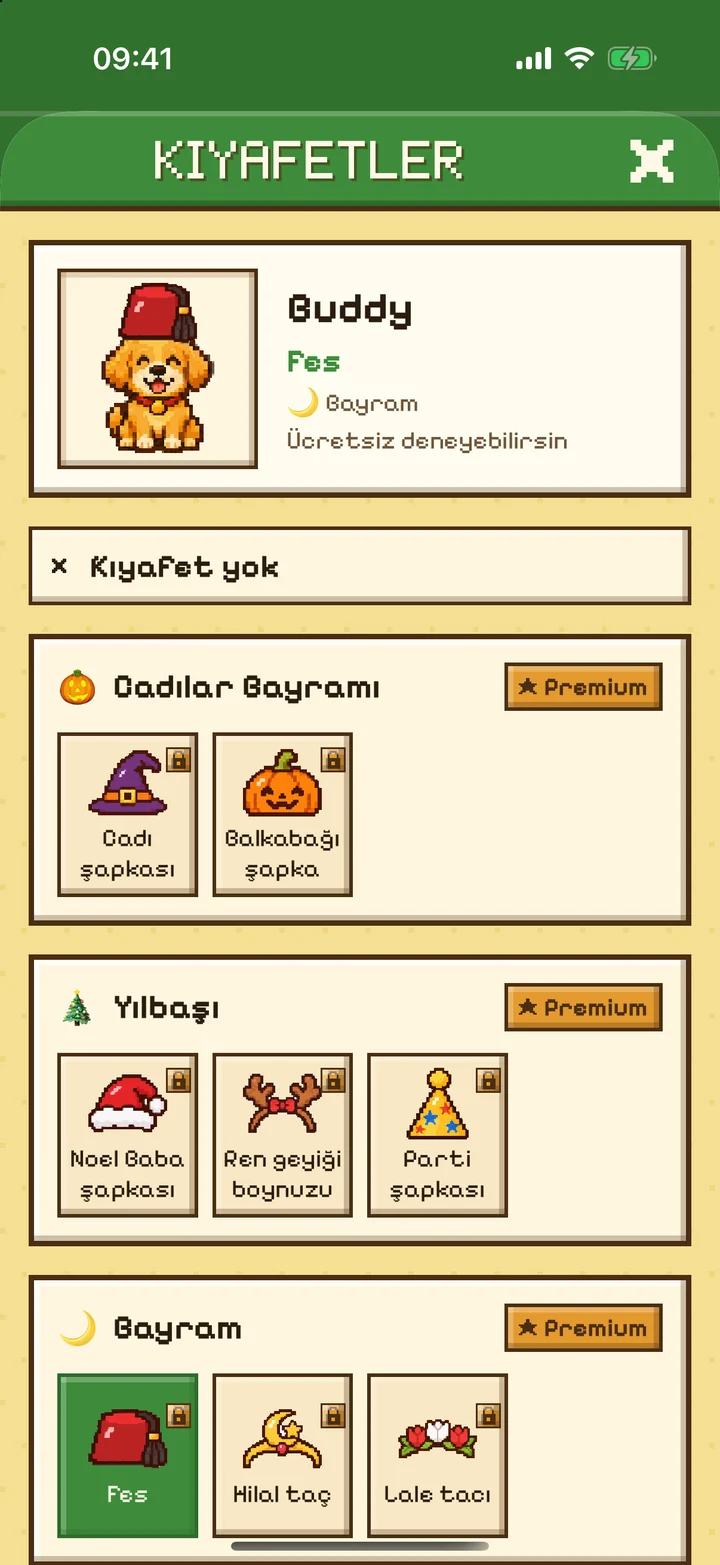 09:41
KIYAFETLER
Buddy
Fes
🌙 Bayram
Ücretsiz deneyebilirsin
× Kıyafet yok
🎃 Cadılar Bayramı
★ Premium
Cadı
şapkası
Balkabağı
şapka
🎄 Yılbaşı
★ Premium
Noel Baba
şapkası
Ren geyiği
boynuzu
Parti
şapkası
🌙 Bayram
★ Premium
Fes
Hilal taç
Lale tacı